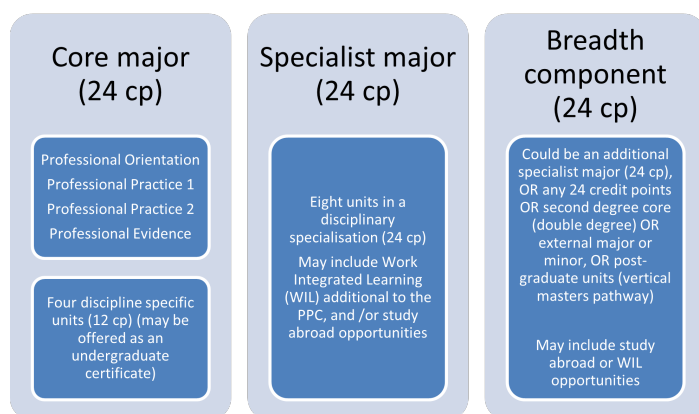 Core major
(24 cp)
Professional Orientation
Professional Practice 1
Professional Practice 2
Professional Evidence
Four discipline specific
units (12 cp) (may be
offered as an
undergraduate
certificate)
Specialist major
(24 cp)
Eight units in a
disciplinary
specialisation (24 cp)
May include Work
Integrated Learning
(WIL) additional to the
PPC, and /or study
abroad opportunities
Breadth
component
(24 cp)
Could be an additional
specialist major (24 cp),
OR any 24 credit points
OR second degree core
(double degree) OR
external major or
minor, OR post-
graduate units (vertical
masters pathway)
May include study
abroad or WIL
opportunities